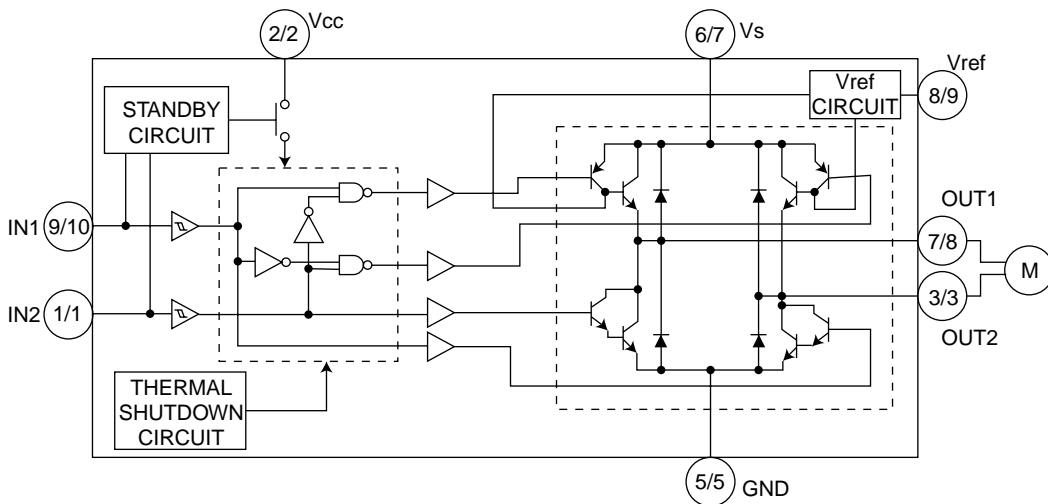 2/2 Vcc
6/7 Vs
Vref
8/9
Vref
CIRCUIT
STANDBY
CIRCUIT
IN1 9/10
OUT1
7/8
M
IN2 1/1
3/3
OUT2
THERMAL
SHUTDOWN
CIRCUIT
5/5 GND